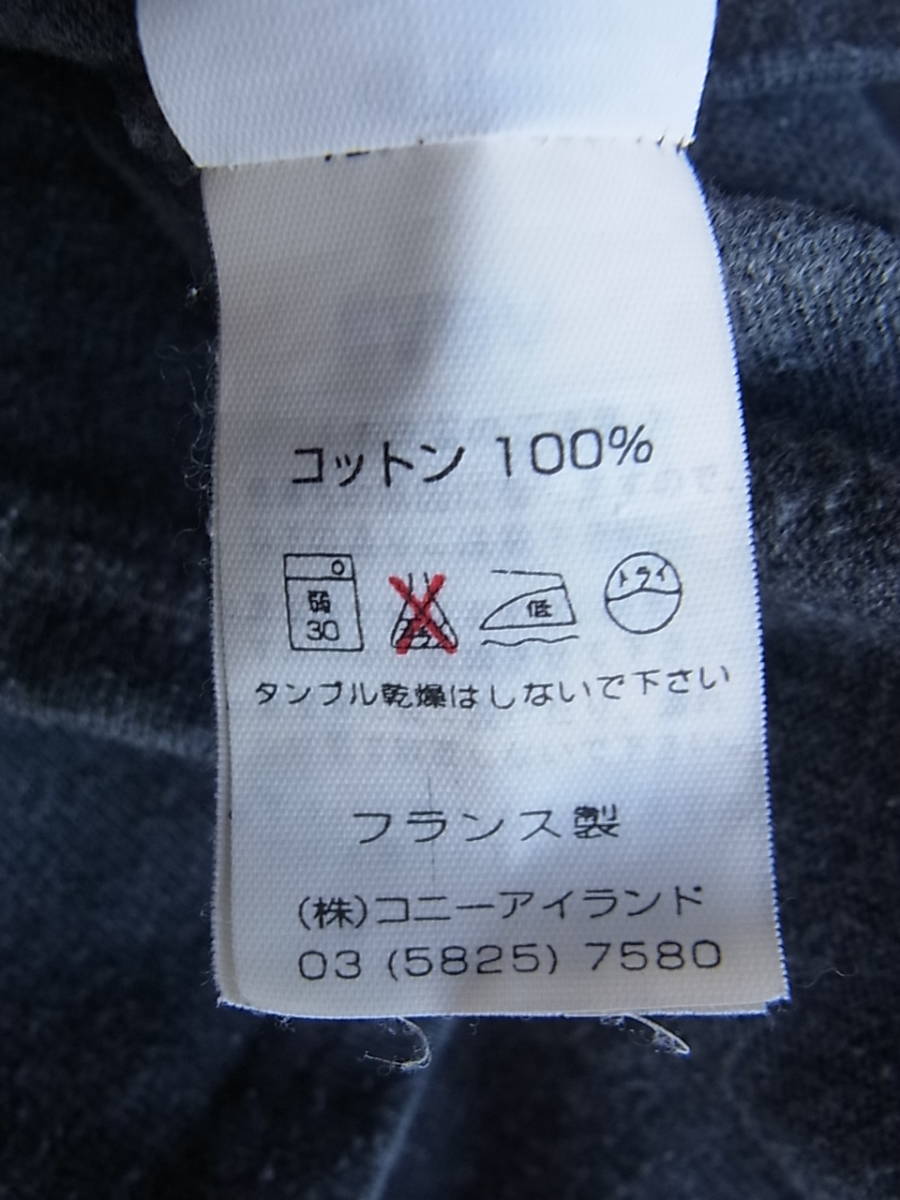 コットン 100%
弱 30 低 ドライ
タンブル乾燥はしないで下さい
フランス製
(株)コニーアイランド
03 (5825) 7580